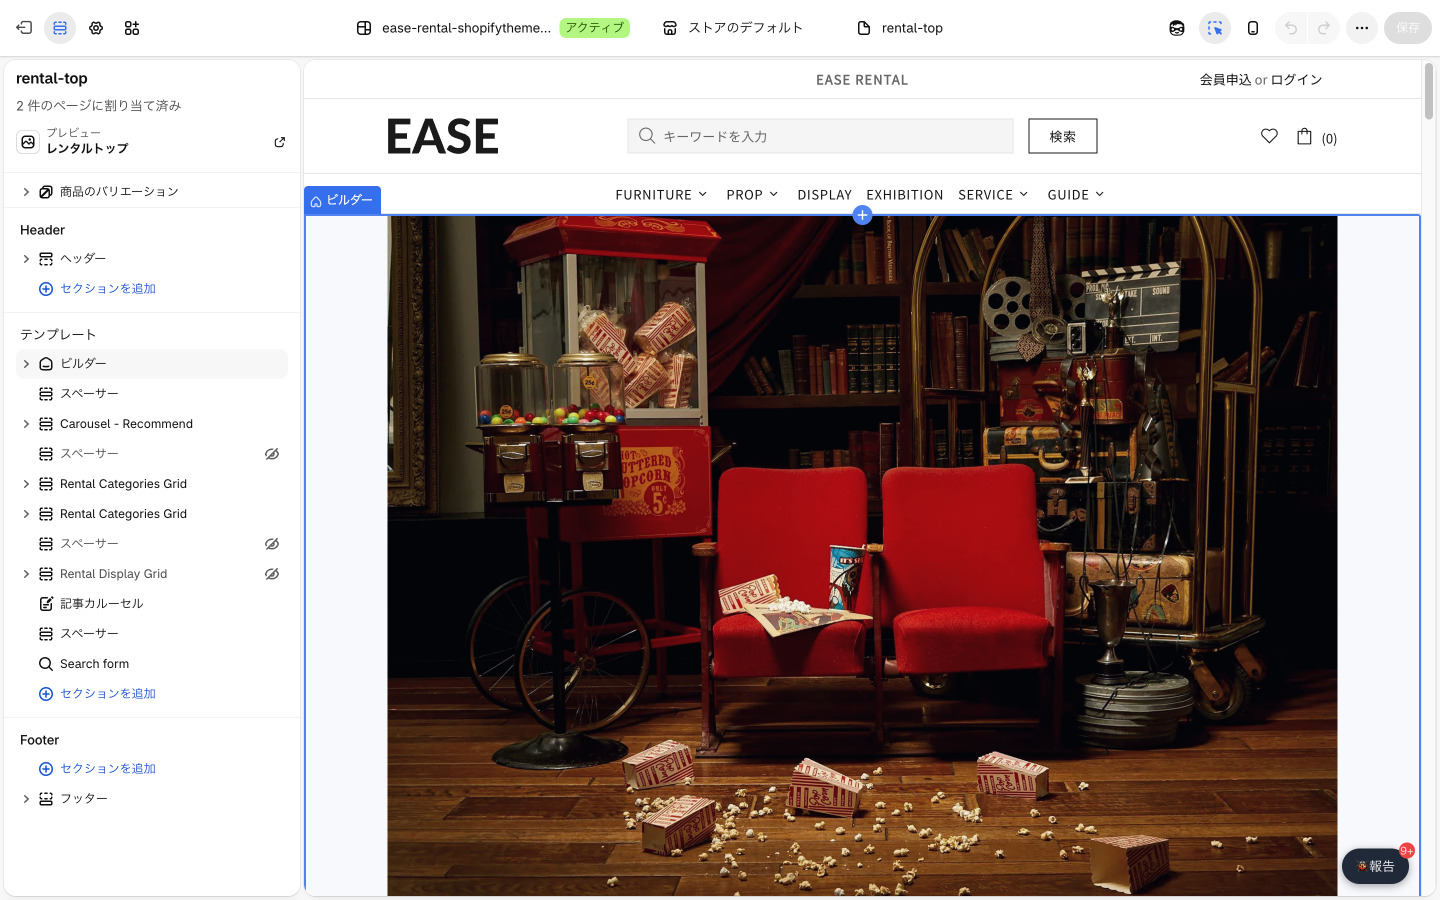 ease-rental-shopifytheme...
アクティブ
ストアのデフォルト
rental-top
保存
rental-top
2 件のページに割り当て済み
プレビュー
レンタルトップ
商品のバリエーション
Header
ヘッダー
セクションを追加
テンプレート
ビルダー
スペーサー
Carousel - Recommend
スペーサー
Rental Categories Grid
Rental Categories Grid
スペーサー
Rental Display Grid
記事カルーセル
スペーサー
Search form
セクションを追加
Footer
セクションを追加
フッター
EASE RENTAL
会員申込 or ログイン
EASE
キーワードを入力
検索
(0)
ビルダー
FURNITURE
PROP
DISPLAY
EXHIBITION
SERVICE
GUIDE
SOUND
INT.
25¢
HOT
BUTTERED
POPCORN
ONLY
5¢
IT'S
報告
9+